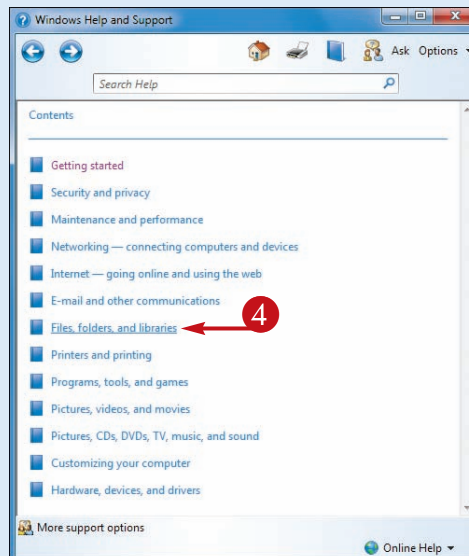 Windows Help and Support
Ask Options
Search Help
Contents
Getting started
Security and privacy
Maintenance and performance
Networking — connecting computers and devices
Internet — going online and using the web
E-mail and other communications
Files, folders, and libraries
4
Printers and printing
Programs, tools, and games
Pictures, videos, and movies
Pictures, CDs, DVDs, TV, music, and sound
Customizing your computer
Hardware, devices, and drivers
More support options
Online Help